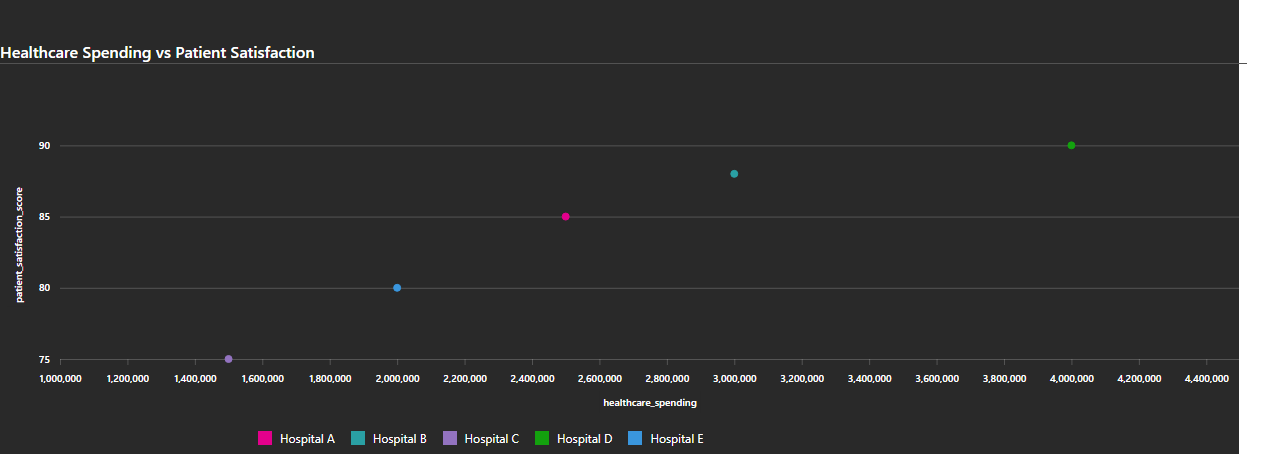 Healthcare Spending vs Patient Satisfaction
90
85
80
75
patient_satisfaction_score
1,000,000 1,200,000 1,400,000 1,600,000 1,800,000 2,000,000 2,200,000 2,400,000 2,600,000 2,800,000 3,000,000 3,200,000 3,400,000 3,600,000 3,800,000 4,000,000 4,200,000 4,400,000
healthcare_spending
Hospital A Hospital B Hospital C Hospital D Hospital E